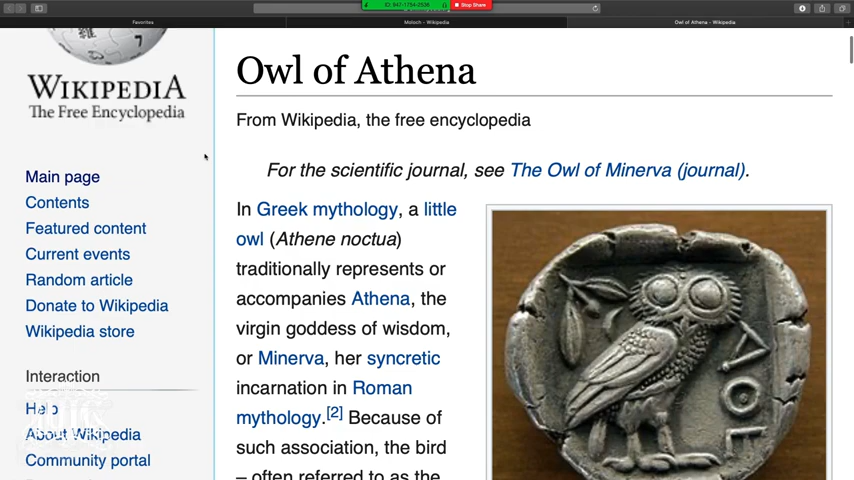 ID: 947-1754-2538
Stop Share
Favorites
Moloch - Wikipedia
Owl of Athena - Wikipedia
WIKIPEDIA
The Free Encyclopedia
Main page
Contents
Featured content
Current events
Random article
Donate to Wikipedia
Wikipedia store
Interaction
Help
About Wikipedia
Community portal
Owl of Athena
From Wikipedia, the free encyclopedia
For the scientific journal, see The Owl of Minerva (journal).
In Greek mythology, a little
owl (Athene noctua)
traditionally represents or
accompanies Athena, the
virgin goddess of wisdom,
or Minerva, her syncretic
incarnation in Roman
mythology.[2] Because of
such association, the bird
– often referred to as the
ΑΘΕ